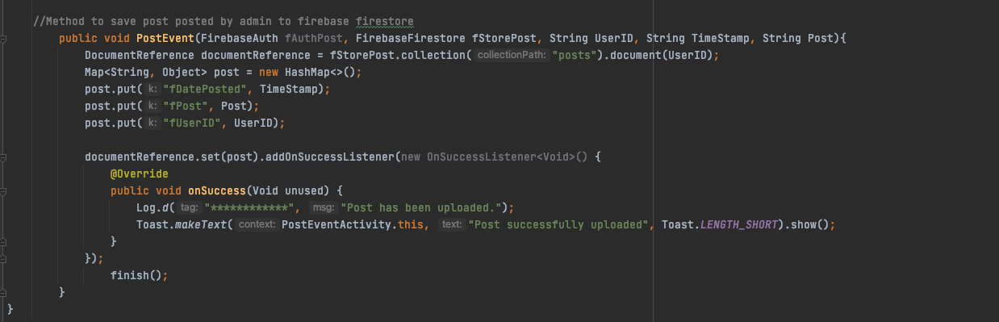 //Method to save post posted by admin to firebase firestore
public void PostEvent(FirebaseAuth fAuthPost, FirebaseFirestore fStorePost, String UserID, String TimeStamp, String Post){
DocumentReference documentReference = fStorePost.collection( collectionPath: "posts").document(UserID);
Map<String, Object> post = new HashMap<>();
post.put( k: "fDatePosted", TimeStamp);
post.put( k: "fPost", Post);
post.put( k: "fUserID", UserID);
documentReference.set(post).addOnSuccessListener(new OnSuccessListener<Void>() {
@Override
public void onSuccess(Void unused) {
Log.d( tag: "************", msg: "Post has been uploaded.");
Toast.makeText( context: PostEventActivity.this, text: "Post successfully uploaded", Toast.LENGTH_SHORT).show();
}
});
finish();
}
}